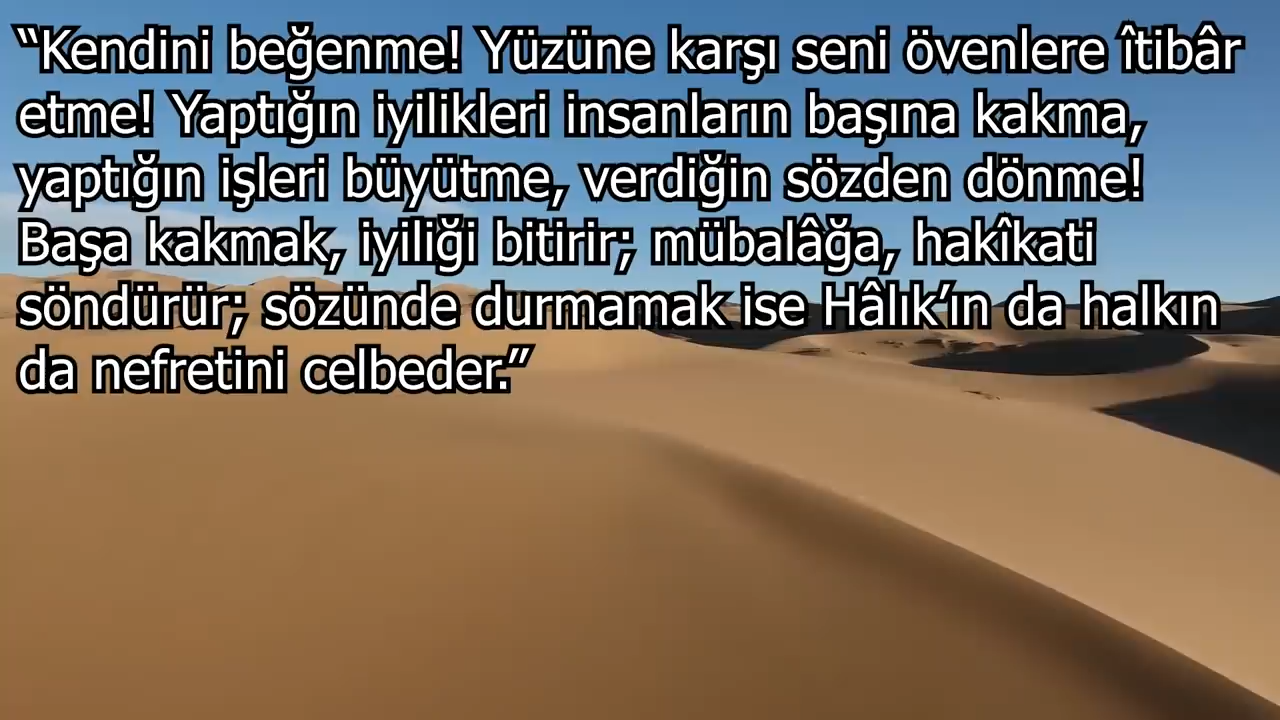 “Kendini beğenme! Yüzüne karşı seni övenlere îtibâr
etme! Yaptığın iyilikleri insanların başına kakma,
yaptığın işleri büyütme, verdiğin sözden dönme!
Başa kakmak, iyiliği bitirir; mübalâğa, hakîkati
söndürür; sözünde durmamak ise Hâlık’ın da halkın
da nefretini celbeder.”